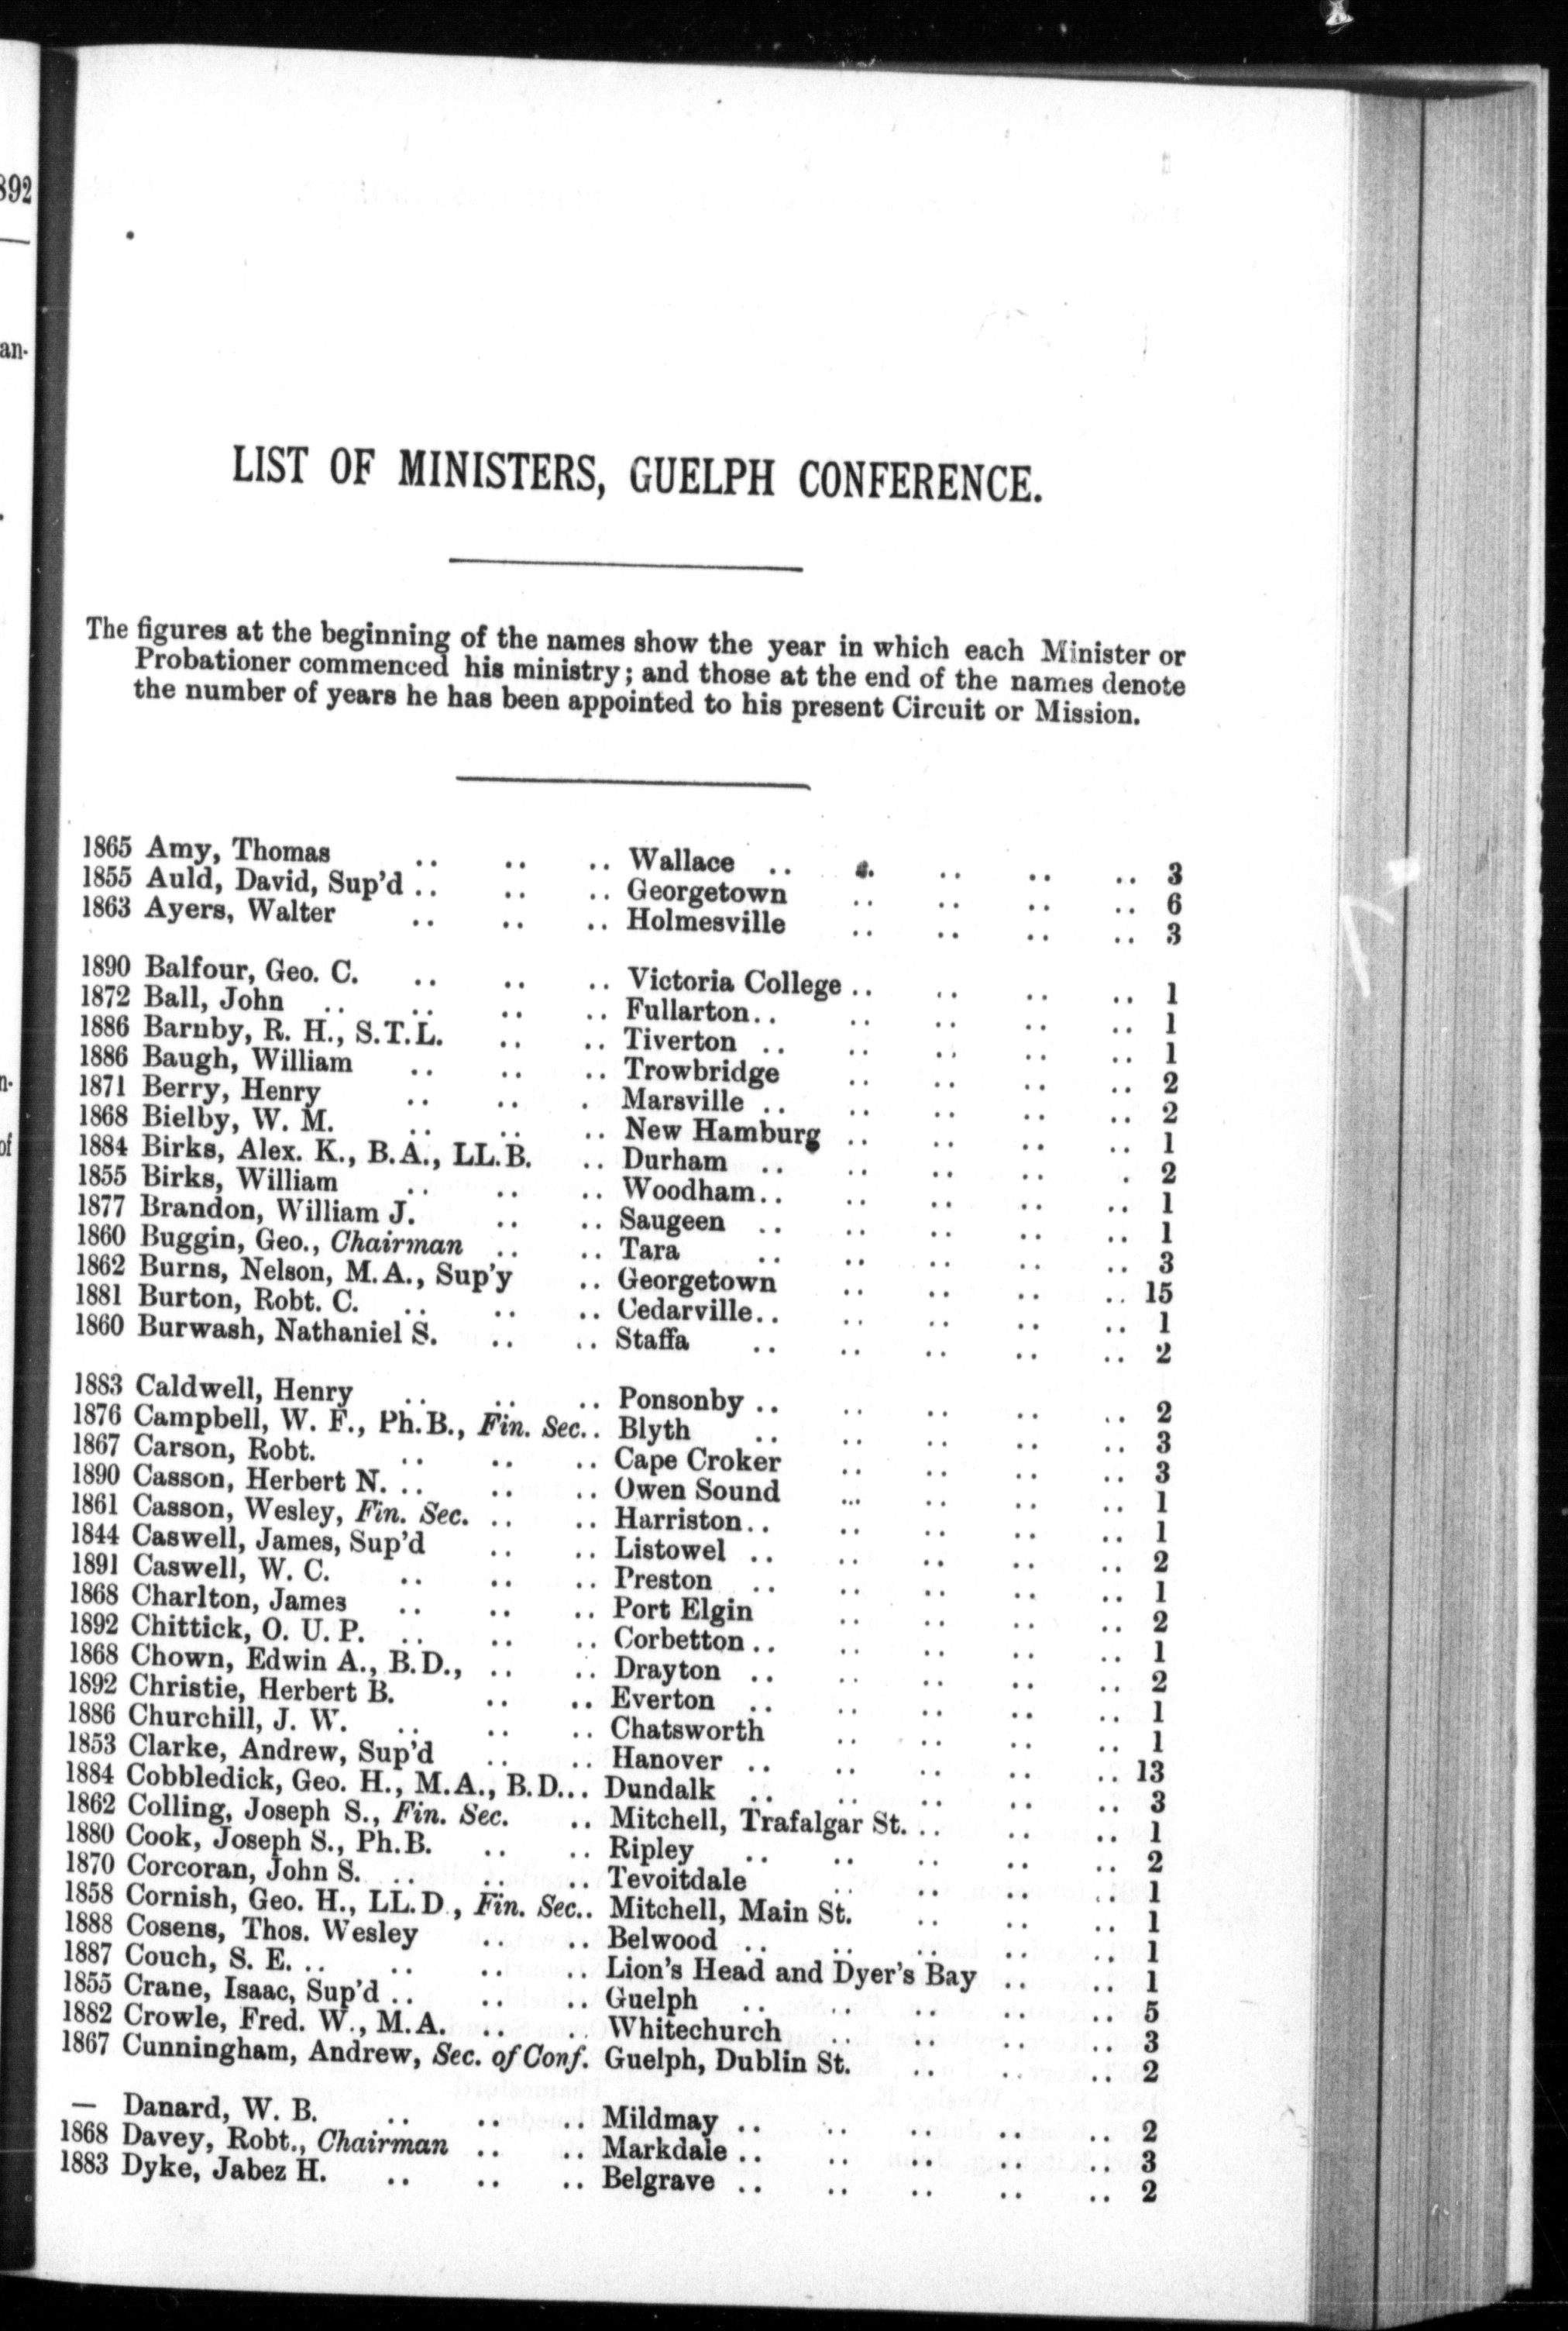 LIST OF MINISTERS, GUELPH CONFERENCE.
The figures at the beginning of the names show the year in which each Minister or
Probationer commenced his ministry; and those at the end of the names denote
the number of years he has been appointed to his present Circuit or Mission.
1865 Amy, Thomas .. .. .. Wallace .. .. .. .. .. 3
1855 Auld, David, Sup'd .. .. .. Georgetown .. .. .. .. 6
1863 Ayers, Walter .. .. .. Holmesville .. .. .. .. 3
1890 Balfour, Geo. C. .. .. .. Victoria College .. .. .. .. 1
1872 Ball, John .. .. .. .. Fullarton .. .. .. .. .. 1
1886 Barnby, R. H., S.T.L. .. .. Tiverton .. .. .. .. .. 1
1886 Baugh, William .. .. .. Trowbridge .. .. .. .. 2
1871 Berry, Henry .. .. . Marsville .. .. .. .. .. 2
1868 Bielby, W. M. .. .. .. New Hamburg .. .. .. .. 1
1884 Birks, Alex. K., B.A., LL.B. .. Durham .. .. .. .. . 2
1855 Birks, William .. .. .. Woodham .. .. .. .. .. 1
1877 Brandon, William J. .. .. Saugeen .. .. .. .. .. 1
1860 Buggin, Geo., Chairman .. .. Tara .. .. .. .. .. 3
1862 Burns, Nelson, M.A., Sup'y .. Georgetown .. .. .. .. 15
1881 Burton, Robt. C. .. .. .. Cedarville .. .. .. .. .. 1
1860 Burwash, Nathaniel S. .. .. Staffa .. .. .. .. .. 2
1883 Caldwell, Henry .. .. .. Ponsonby .. .. .. .. .. 2
1876 Campbell, W. F., Ph.B., Fin. Sec. . Blyth .. .. .. .. .. 3
1867 Carson, Robt. .. .. .. Cape Croker .. .. .. .. 3
1890 Casson, Herbert N. .. .. .. Owen Sound ... .. .. .. 1
1861 Casson, Wesley, Fin. Sec. .. .. Harriston .. .. .. .. .. 1
1844 Caswell, James, Sup'd .. .. Listowel .. .. .. .. .. 2
1891 Caswell, W. C. .. .. .. Preston .. .. .. .. .. 1
1868 Charlton, James .. .. .. Port Elgin .. .. .. .. 2
1892 Chittick, O. U. P. .. .. .. Corbetton .. .. .. .. .. 1
1868 Chown, Edwin A., B.D., .. .. Drayton .. .. .. .. .. 2
1892 Christie, Herbert B. .. .. Everton .. .. .. .. .. 1
1886 Churchill, J. W. .. .. .. Chatsworth .. .. .. .. 1
1853 Clarke, Andrew, Sup'd .. .. Hanover .. .. .. .. .. 13
1884 Cobbledick, Geo. H., M.A., B.D... Dundalk .. .. .. .. .. 3
1862 Colling, Joseph S., Fin. Sec. .. Mitchell, Trafalgar St. .. .. .. 1
1880 Cook, Joseph S., Ph.B. .. .. Ripley .. .. .. .. .. 2
1870 Corcoran, John S. .. .. .. Tevoitdale .. .. .. .. 1
1858 Cornish, Geo. H., LL.D , Fin. Sec.. Mitchell, Main St. .. .. .. 1
1888 Cosens, Thos. Wesley .. .. Belwood .. .. .. .. .. 1
1887 Couch, S. E. .. .. .. .. Lion's Head and Dyer's Bay .. .. 1
1855 Crane, Isaac, Sup'd .. .. .. Guelph .. .. .. .. .. 5
1882 Crowle, Fred. W., M.A. .. .. Whitechurch .. .. .. .. 3
1867 Cunningham, Andrew, Sec. of Conf. Guelph, Dublin St. .. .. .. 2
— Danard, W. B. .. .. .. Mildmay .. .. .. .. .. 2
1868 Davey, Robt., Chairman .. .. Markdale .. .. .. .. .. 3
1883 Dyke, Jabez H. .. .. .. Belgrave .. .. .. .. .. 2